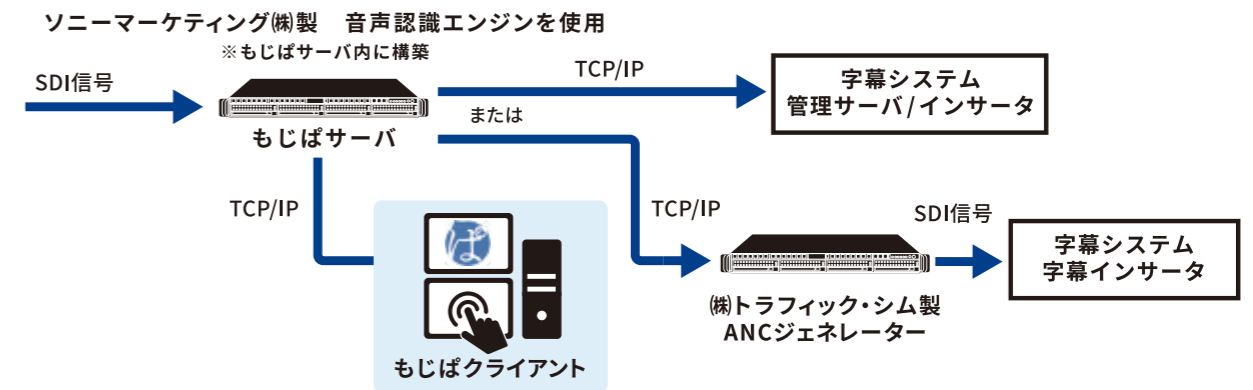 ソニーマーケティング㈱製　音声認識エンジンを使用
※もじぱサーバ内に構築
SDI信号
もじぱサーバ
TCP/IP
または
字幕システム
管理サーバ/インサータ
TCP/IP
ぱ
もじぱクライアント
TCP/IP
㈱トラフィック・シム製
ANCジェネレーター
SDI信号
字幕システム
字幕インサータ